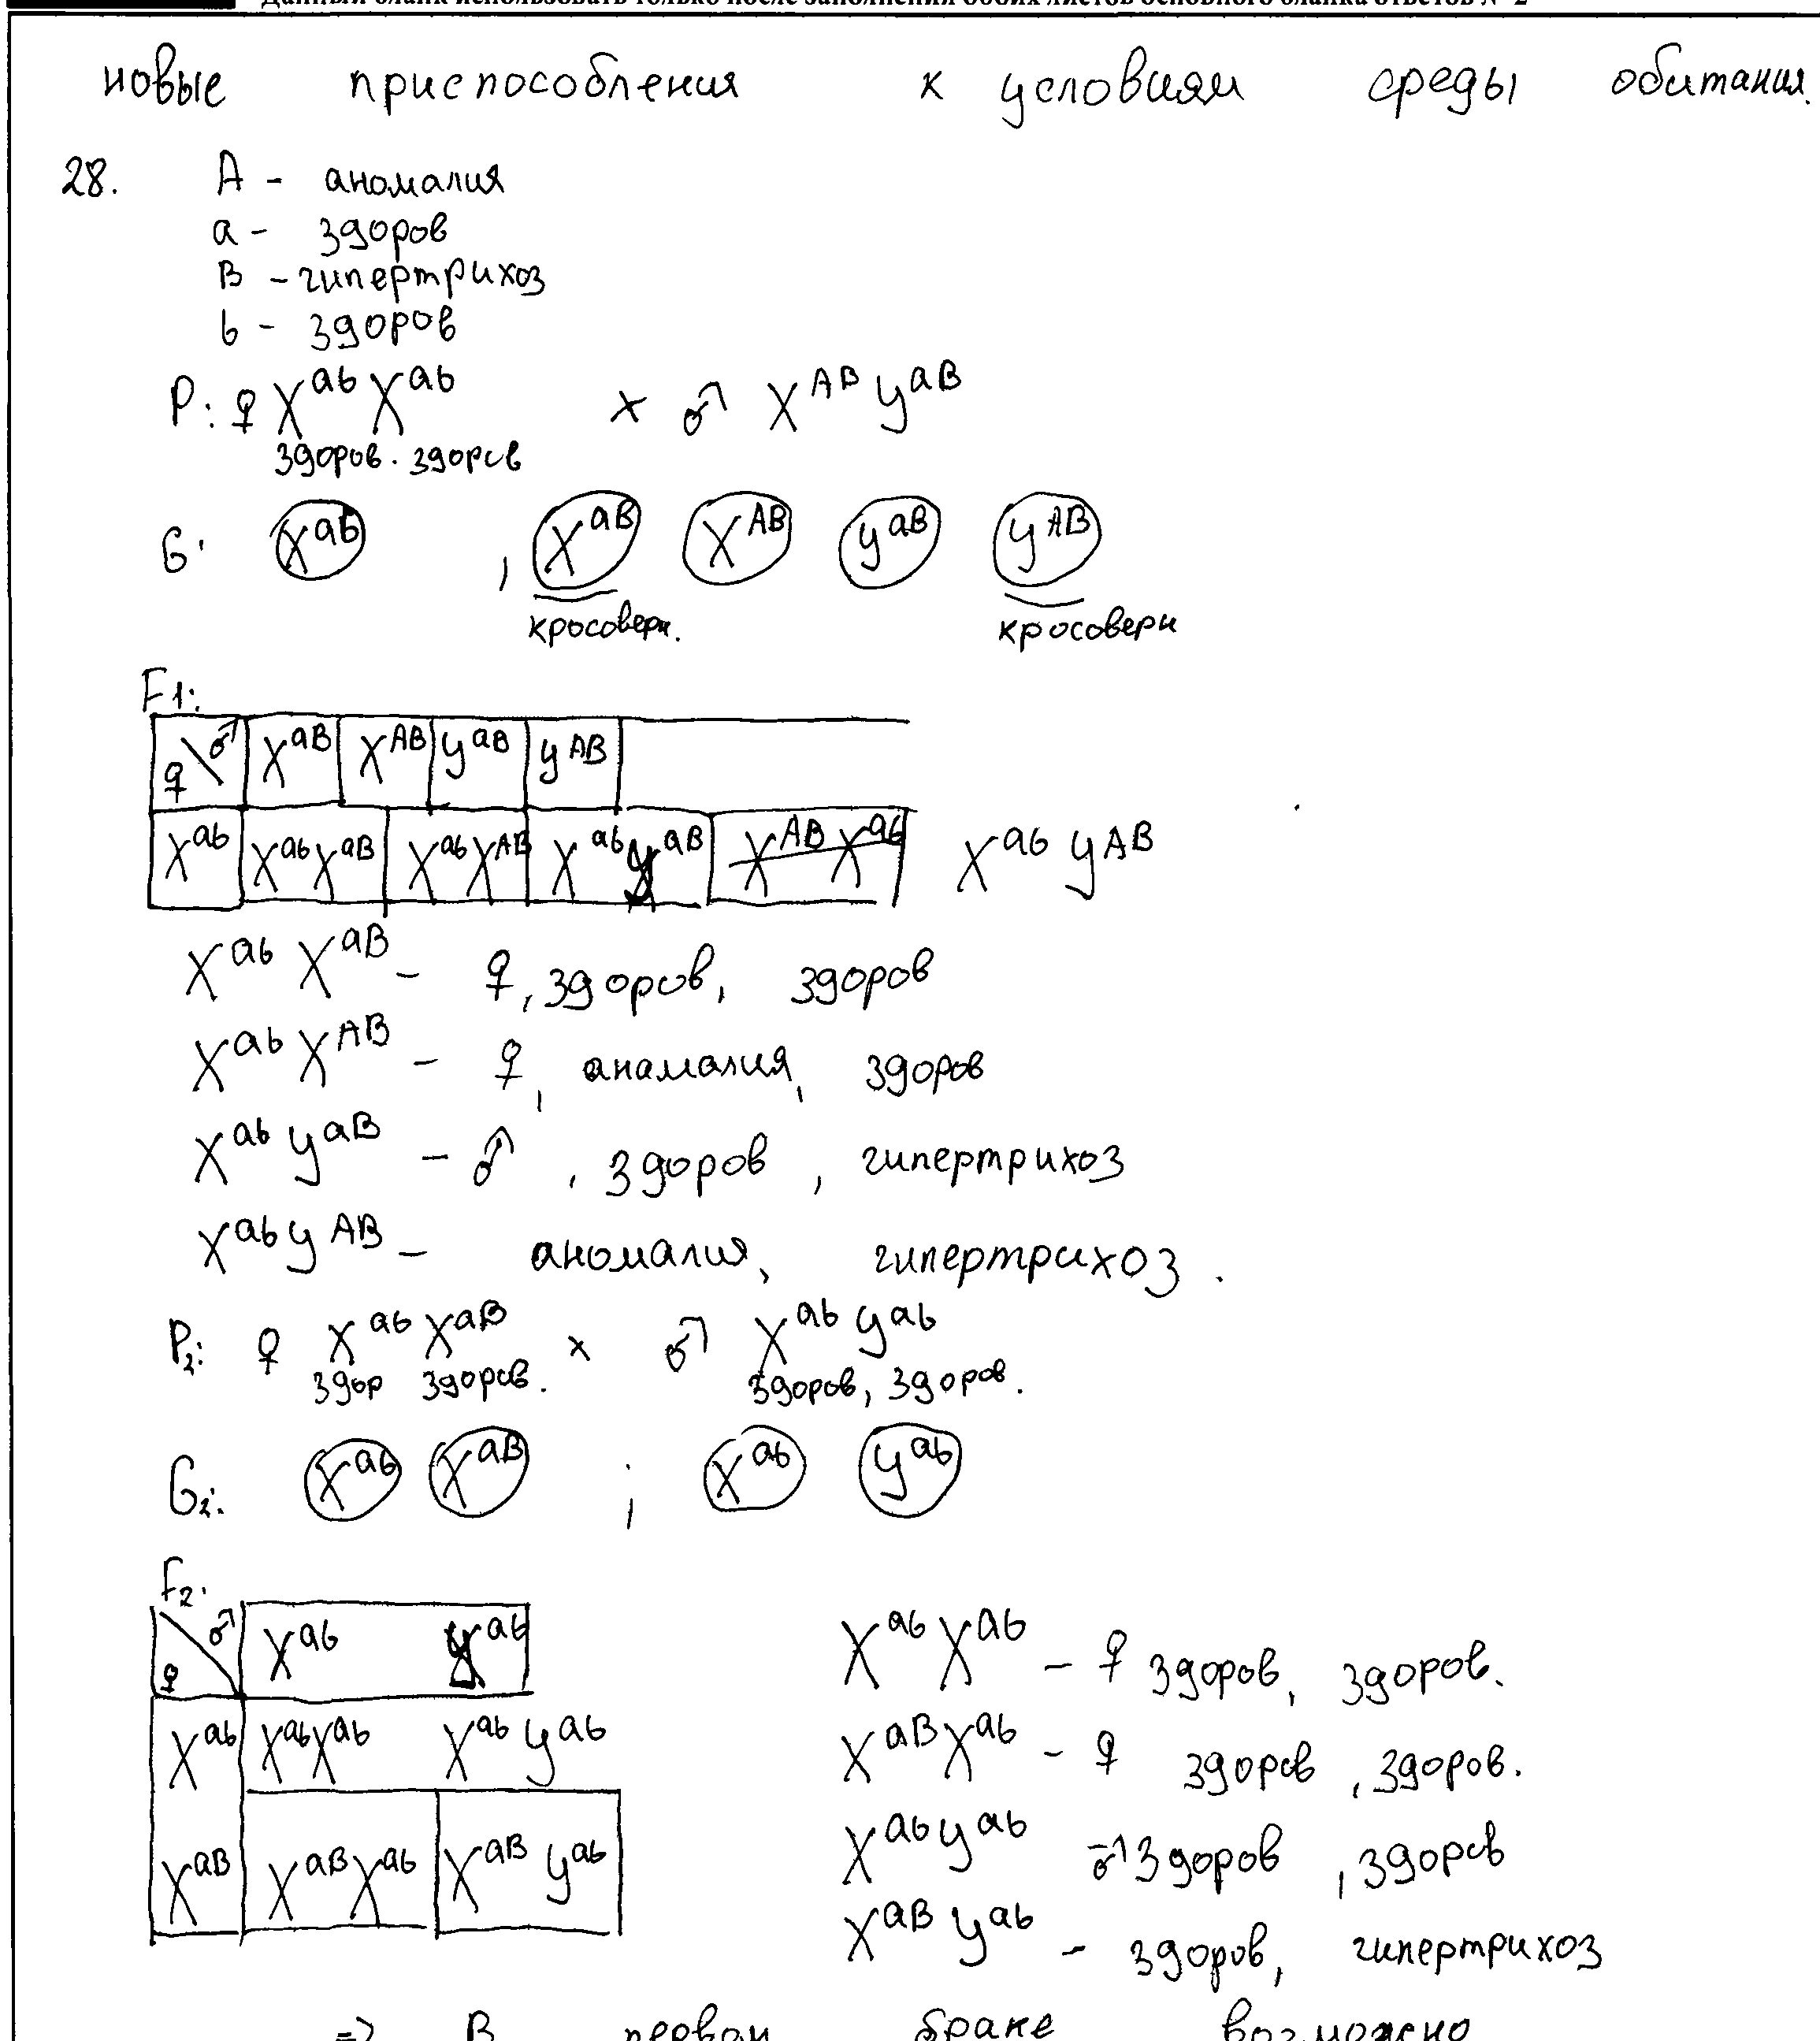 Данный бланк использовать только после заполнения обоих листов основного бланка ответов № 2
новые приспособления к условиям среды обитания.
28. А - аномалия
а - здоров
В - гипертрихоз
b - здоров
P: ♀ X^ab X^ab x ♂ X^AB y^aB
здоров. здоров
G: X^ab , X^aB X^AB y^aB y^AB
кросоверн. кросоверн
F1:
♀ \ ♂ X^aB X^AB y^aB y^AB
X^ab X^ab X^aB X^ab X^AB X^ab y^aB X^AB X^ab X^ab y^AB
X^ab X^aB - ♀, здоров, здоров
X^ab X^AB - ♀, анамалия, здоров
X^ab y^aB - ♂, здоров, гипертрихоз
X^ab y^AB - аномалия, гипертрихоз.
P2: ♀ X^ab X^aB x ♂ X^ab y^ab
здор здоров. здоров, здоров.
G2: X^ab X^aB ; X^ab y^ab
F2:
♀ \ ♂ X^ab y^ab
X^ab X^ab X^ab X^ab y^ab
X^aB X^aB X^ab X^aB y^ab
X^ab X^ab - ♀ здоров, здоров.
X^aB X^ab - ♀ здоров, здоров.
X^ab y^ab - ♂ здоров, здоров
X^aB y^ab - здоров, гипертрихоз
=> В первом браке возможно